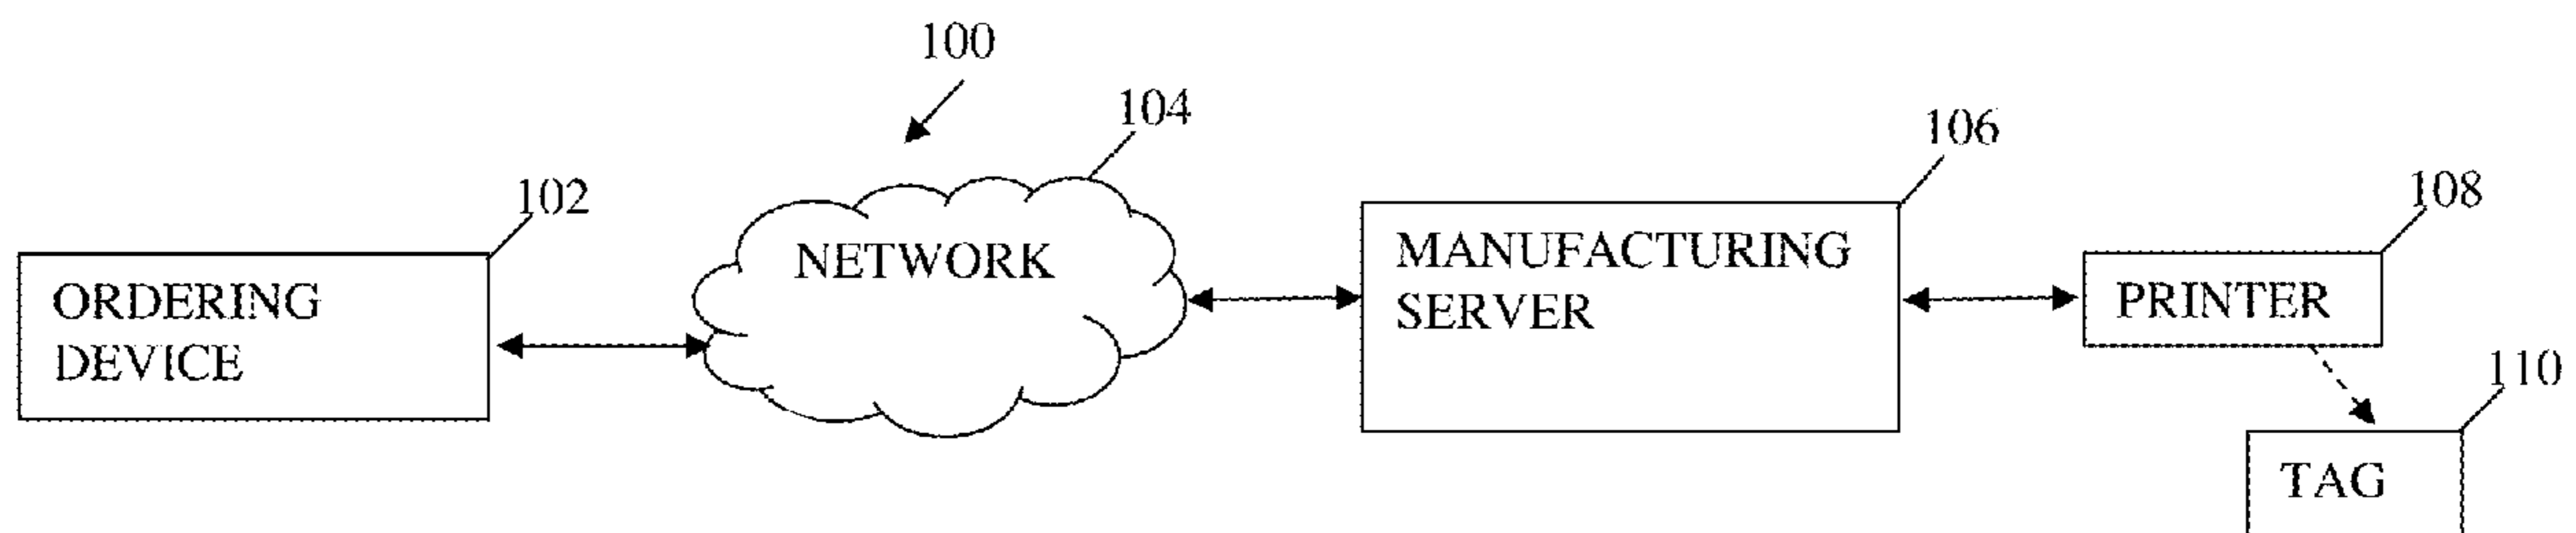 100
104
106
102
108
NETWORK
MANUFACTURING
SERVER
ORDERING
DEVICE
PRINTER
110
TAG